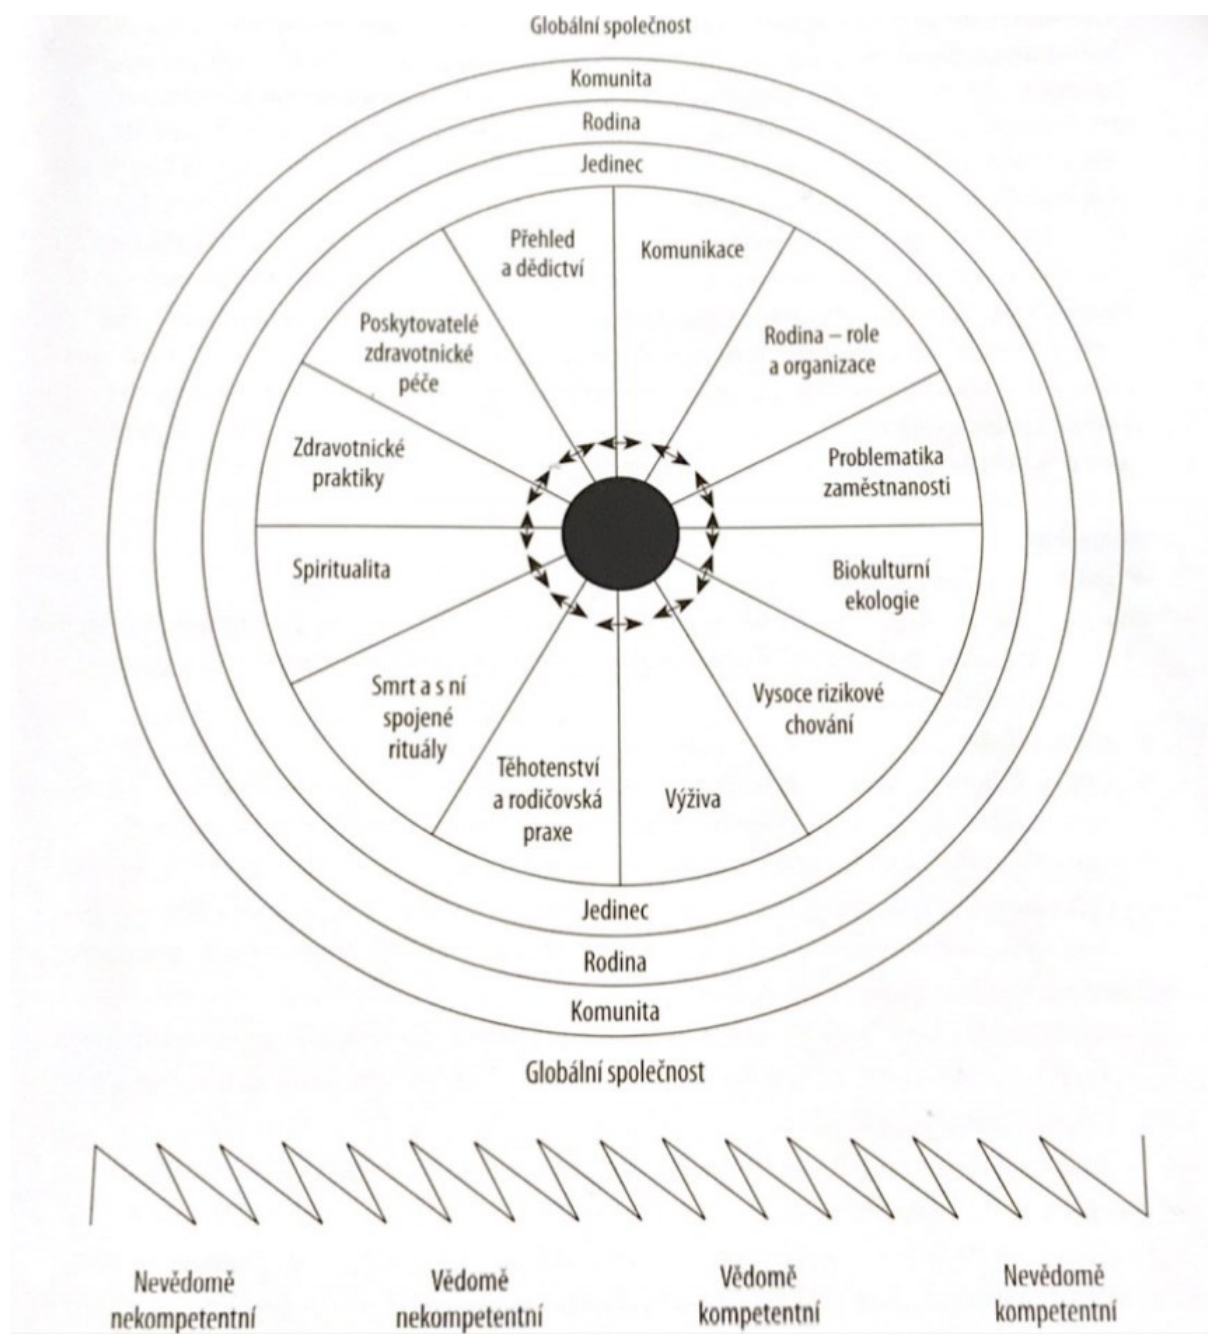 Globální společnost
Komunita
Rodina
Jedinec
Přehled
a dědictví
Komunikace
Rodina – role
a organizace
Problematika
zaměstnanosti
Biokulturní
ekologie
Vysoce rizikové
chování
Výživa
Těhotenství
a rodičovská
praxe
Smrt a s ní
spojené
rituály
Spiritualita
Zdravotnické
praktiky
Poskytovatelé
zdravotnické
péče
Jedinec
Rodina
Komunita
Globální společnost
Nevědomě
nekompetentní
Vědomě
nekompetentní
Vědomě
kompetentní
Nevědomě
kompetentní